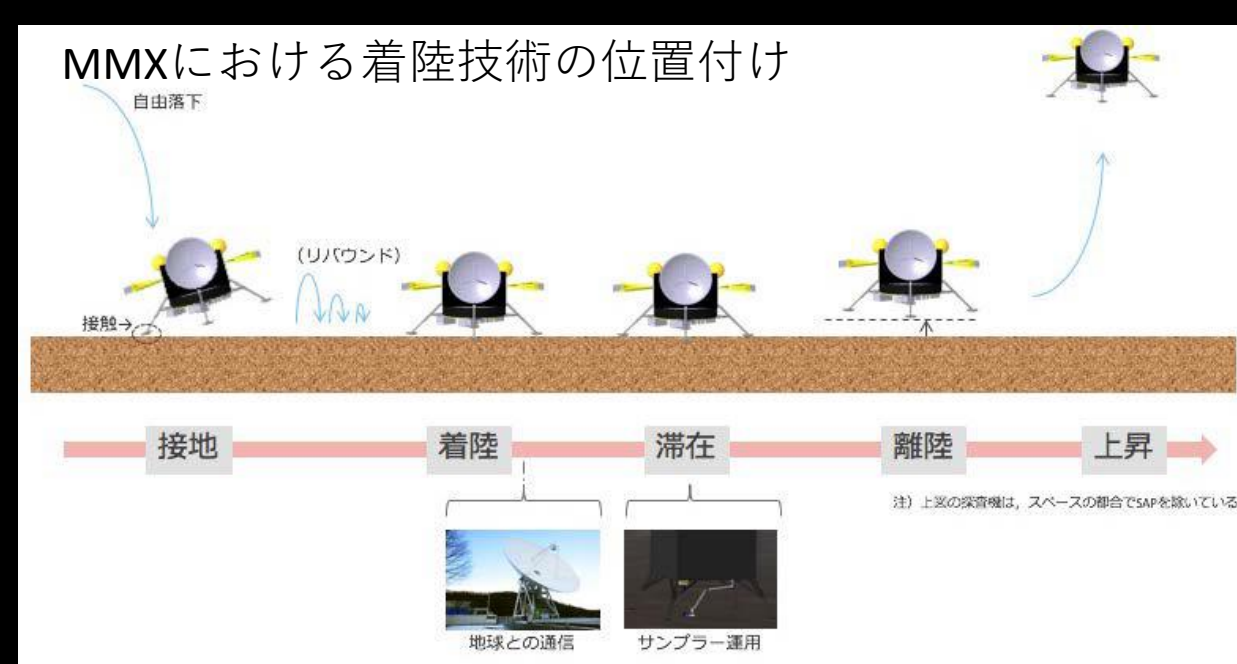 MMXにおける着陸技術の位置付け
自由落下
(リバウンド)
接触→
接地
着陸
滞在
離陸
上昇
注) 上図の探査機は，スペースの都合でSAPを除いている
地球との通信
サンプラー運用